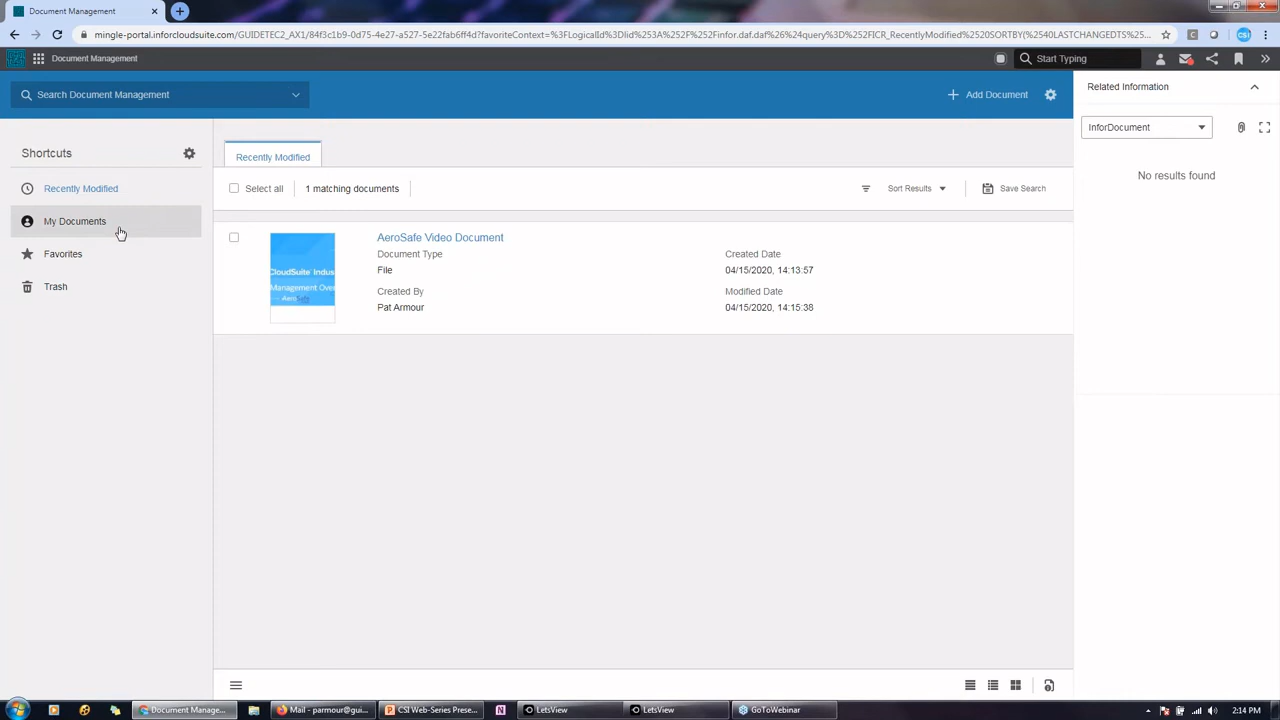 Document Management
mingle-portal.inforcloudsuite.com/GUIDETEC2_AX1/84f3c1b9-0d75-4e27-a527-5e22fab6ff4d?favoriteContext=%3FLogicalId%3Dlid%253A%252F%252Finfor.daf.daf%26%24query%3D%252FICR_RecentlyModified%2520SORTBY(%2540LASTCHANGEDTS%...
CSI
Document Management
Start Typing
Search Document Management
Add Document
Related Information
InforDocument
No results found
Shortcuts
Recently Modified
My Documents
Favorites
Trash
Recently Modified
Select all
1 matching documents
Sort Results
Save Search
AeroSafe Video Document
Document Type
File
Created By
Pat Armour
Created Date
04/15/2020, 14:13:57
Modified Date
04/15/2020, 14:15:38
CloudSuite Indus
Management Over
AeroSafe
Document Manage...
Mail - parmour@gui...
CSI Web-Series Prese...
LetsView
LetsView
GoToWebinar
2:14 PM